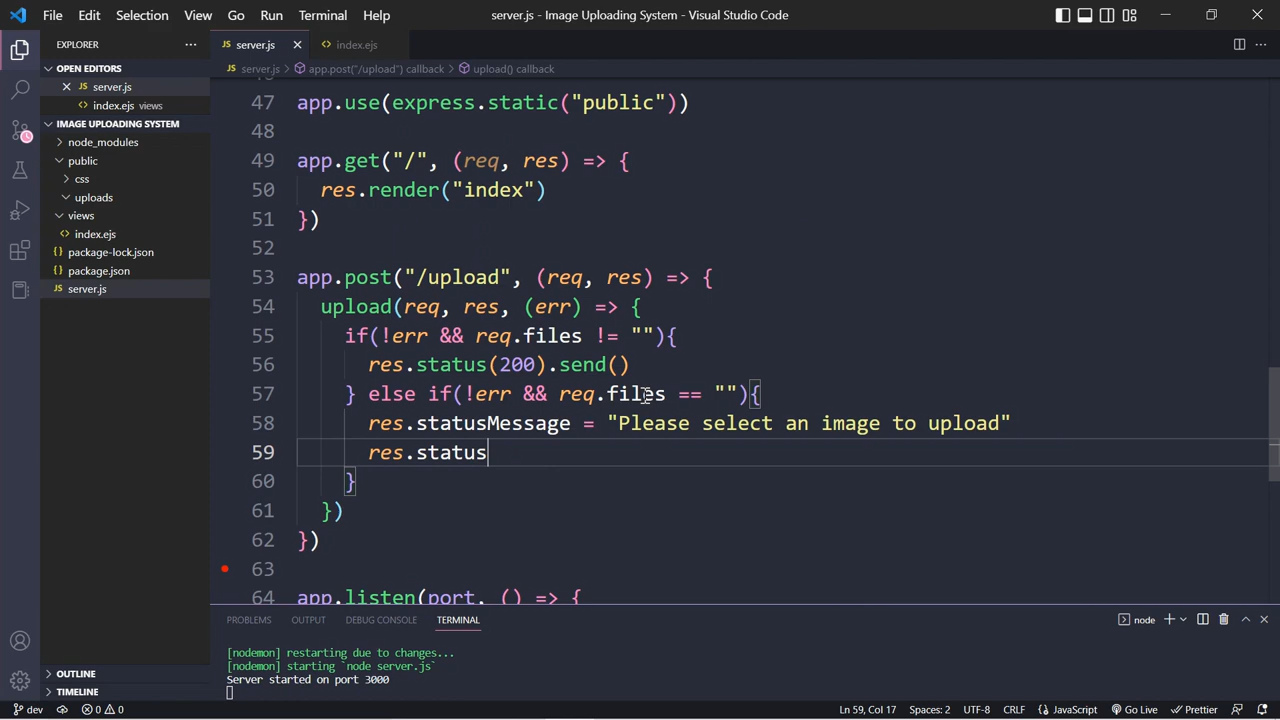 File Edit Selection View Go Run Terminal Help server.js - Image Uploading System - Visual Studio Code
EXPLORER
JS server.js
<> index.ejs
OPEN EDITORS
JS server.js > app.post("/upload") callback > upload() callback
JS server.js
<> index.ejs views
IMAGE UPLOADING SYSTEM
node_modules
public
css
uploads
views
<> index.ejs
{} package-lock.json
{} package.json
JS server.js
47 app.use(express.static("public"))
48
49 app.get("/", (req, res) => {
50 res.render("index")
51 })
52
53 app.post("/upload", (req, res) => {
54 upload(req, res, (err) => {
55 if(!err && req.files != ""){
56 res.status(200).send()
57 } else if(!err && req.files == ""){
58 res.statusMessage = "Please select an image to upload"
59 res.status
60 }
61 })
62 })
63
64 app.listen(port, () => {
PROBLEMS OUTPUT DEBUG CONSOLE TERMINAL node
[nodemon] restarting due to changes...
[nodemon] starting `node server.js`
Server started on port 3000
OUTLINE
TIMELINE
dev 0 0 Ln 59, Col 17 Spaces: 2 UTF-8 CRLF JavaScript Go Live Prettier